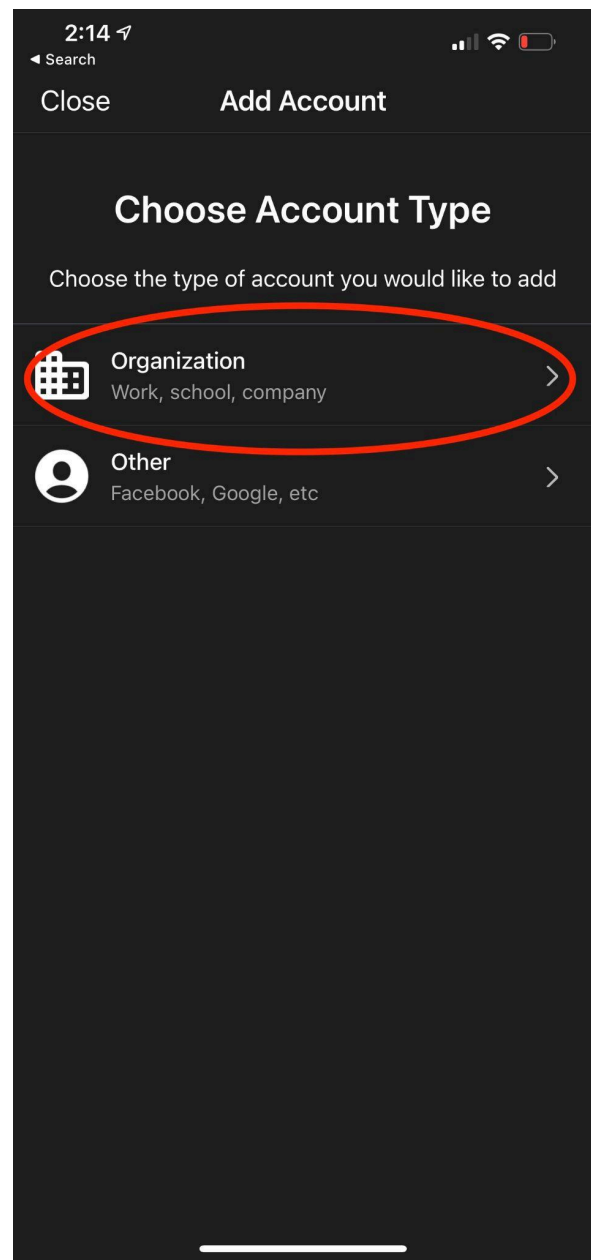 2:14
◀ Search
Close Add Account
Choose Account Type
Choose the type of account you would like to add
Organization
Work, school, company
Other
Facebook, Google, etc